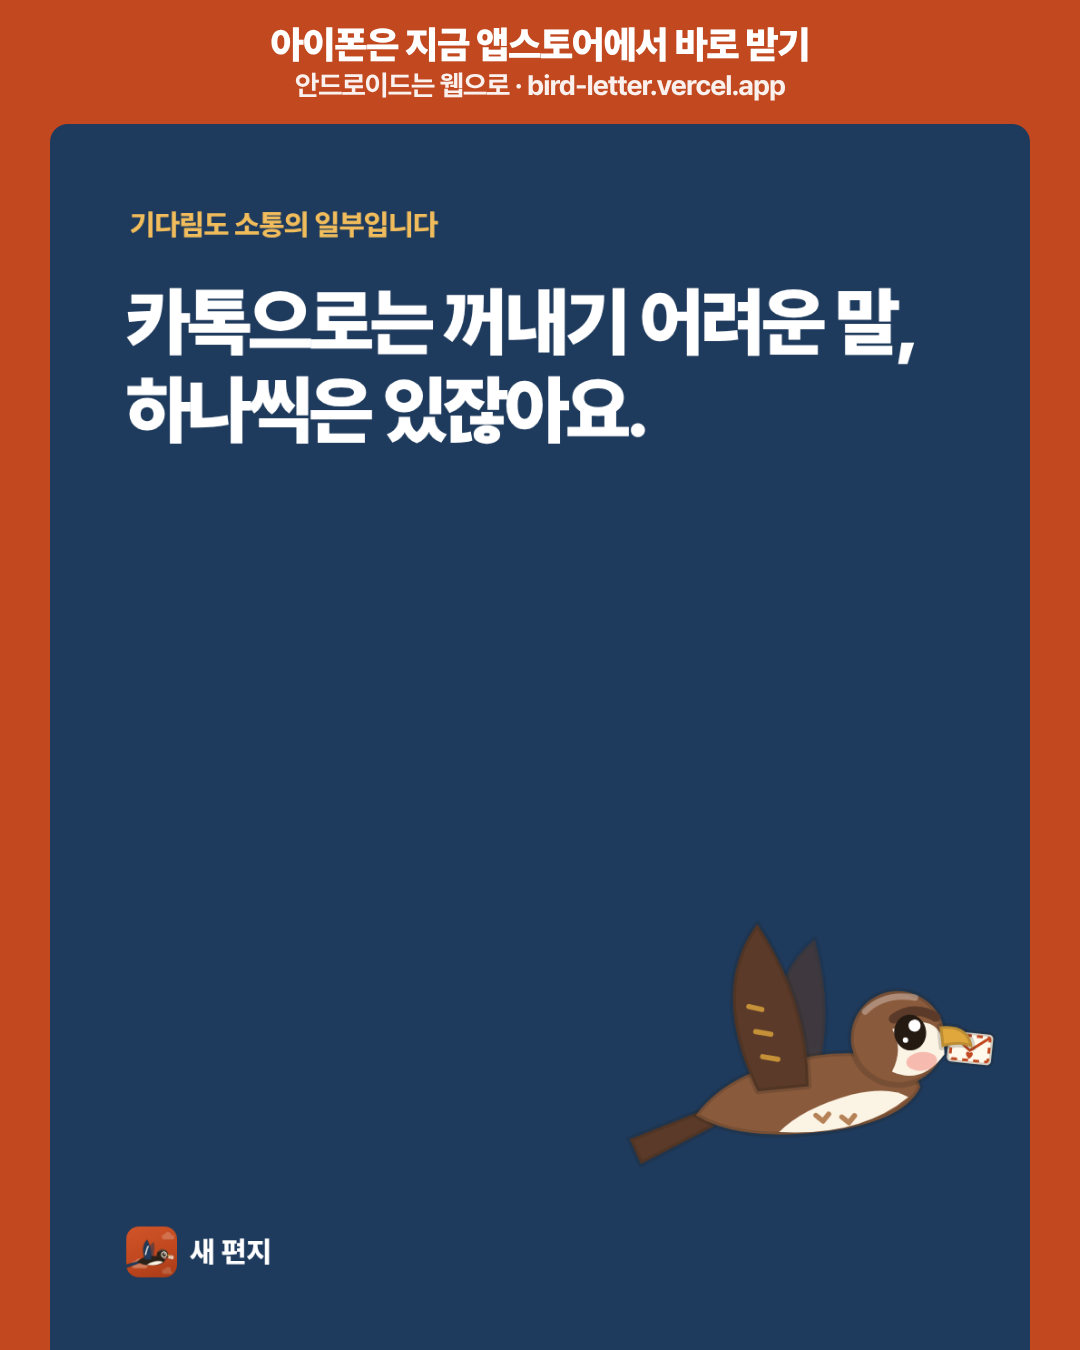 아이폰은 지금 앱스토어에서 바로 받기
안드로이드는 웹으로 · bird-letter.vercel.app
기다림도 소통의 일부입니다
카톡으로는 꺼내기 어려운 말,
하나씩은 있잖아요.
새 편지